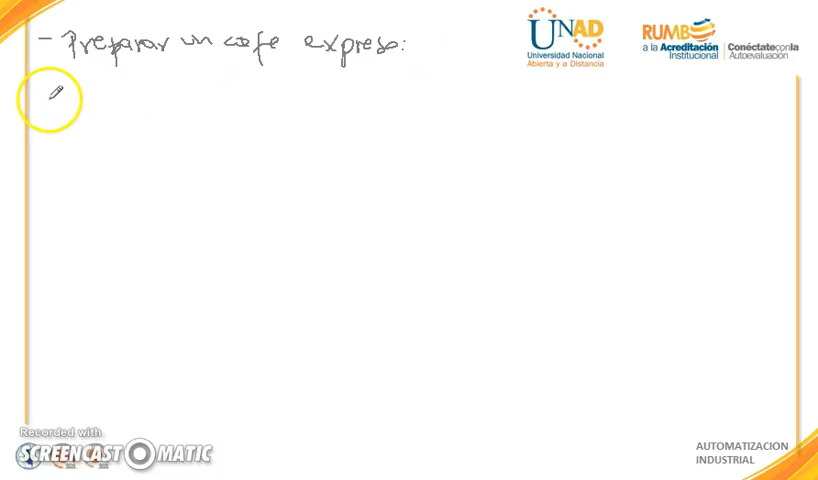 - Preparar un cafe expreso:
UNAD
Universidad Nacional
Abierta y a Distancia
RUMBO
a la Acreditación
Institucional
Conéctate con la
Autoevaluación
Recorded with
SCREENCAST MATIC
AUTOMATIZACION
INDUSTRIAL